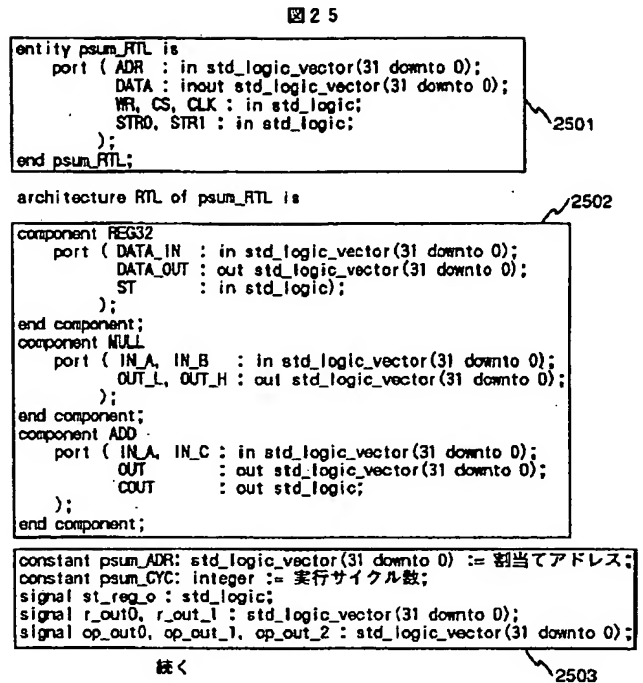 図25
entity psum_RTL is
port ( ADR : in std_logic_vector(31 downto 0);
DATA : inout std_logic_vector(31 downto 0);
WR, CS, CLK : in std_logic;
STR0, STR1 : in std_logic;
);
end psum_RTL;
2501
architecture RTL of psum_RTL is
2502
component REG32
port ( DATA_IN : in std_logic_vector(31 downto 0);
DATA_OUT : out std_logic_vector(31 downto 0);
ST : in std_logic);
);
end component;
component MULL
port ( IN_A, IN_B : in std_logic_vector(31 downto 0);
OUT_L, OUT_H : out std_logic_vector(31 downto 0);
);
end component;
component ADD
port ( IN_A, IN_C : in std_logic_vector(31 downto 0);
OUT : out std_logic_vector(31 downto 0);
COUT : out std_logic;
);
end component;
constant psum_ADR: std_logic_vector(31 downto 0) := 割当てアドレス;
constant psum_CYC: integer := 実行サイクル数;
signal st_reg_o : std_logic;
signal r_out0, r_out_1 : std_logic_vector(31 downto 0);
signal op_out0, op_out_1, op_out_2 : std_logic_vector(31 downto 0);
続く
2503